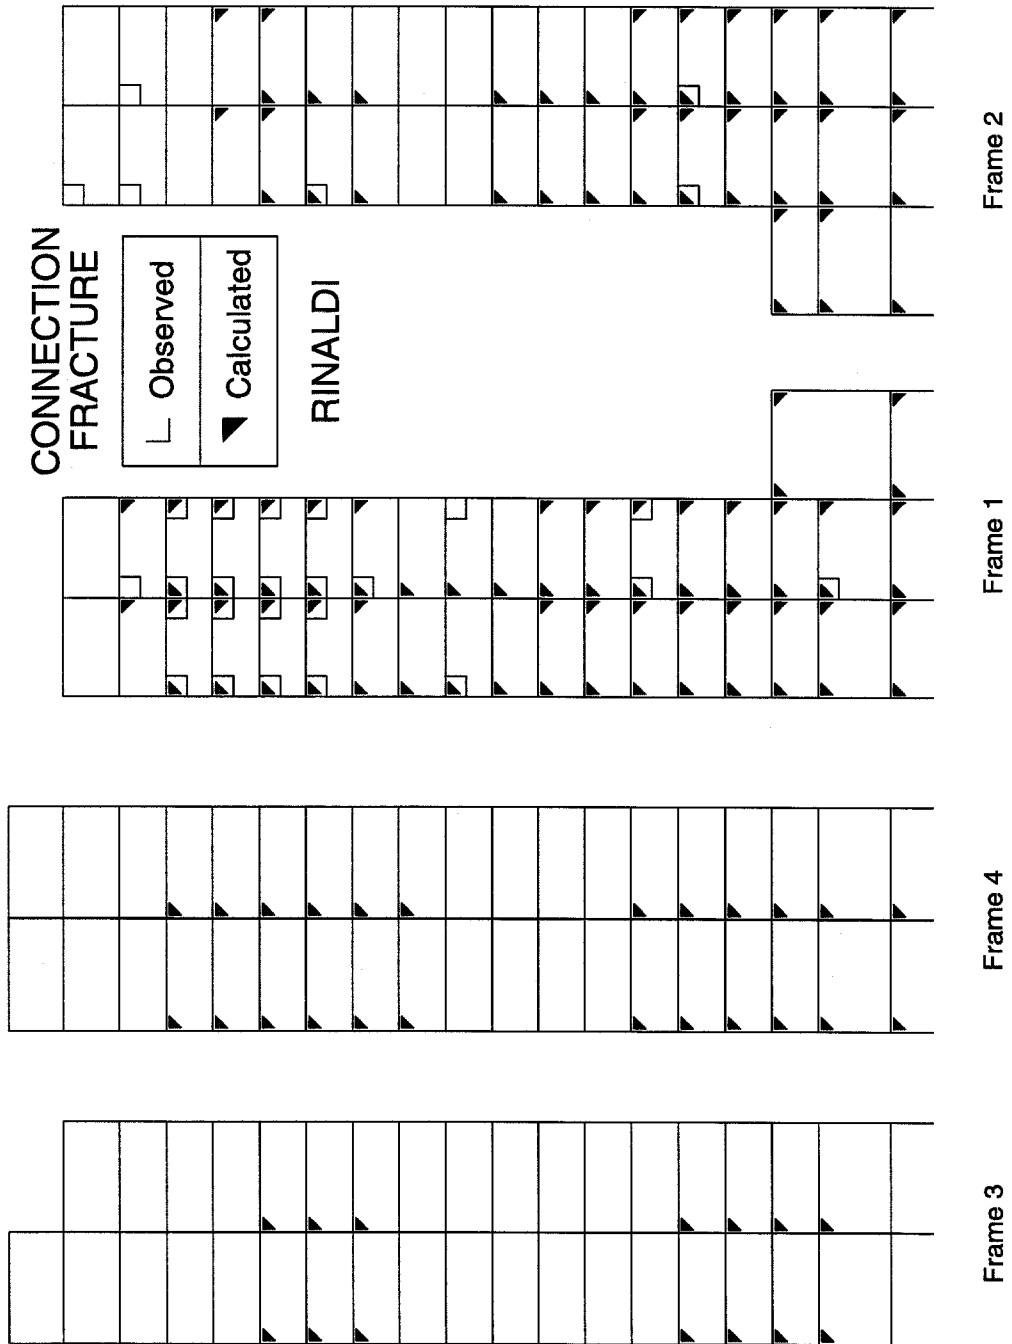 CONNECTION
FRACTURE
Observed
Calculated
RINALDI
Frame 3
Frame 4
Frame 1
Frame 2